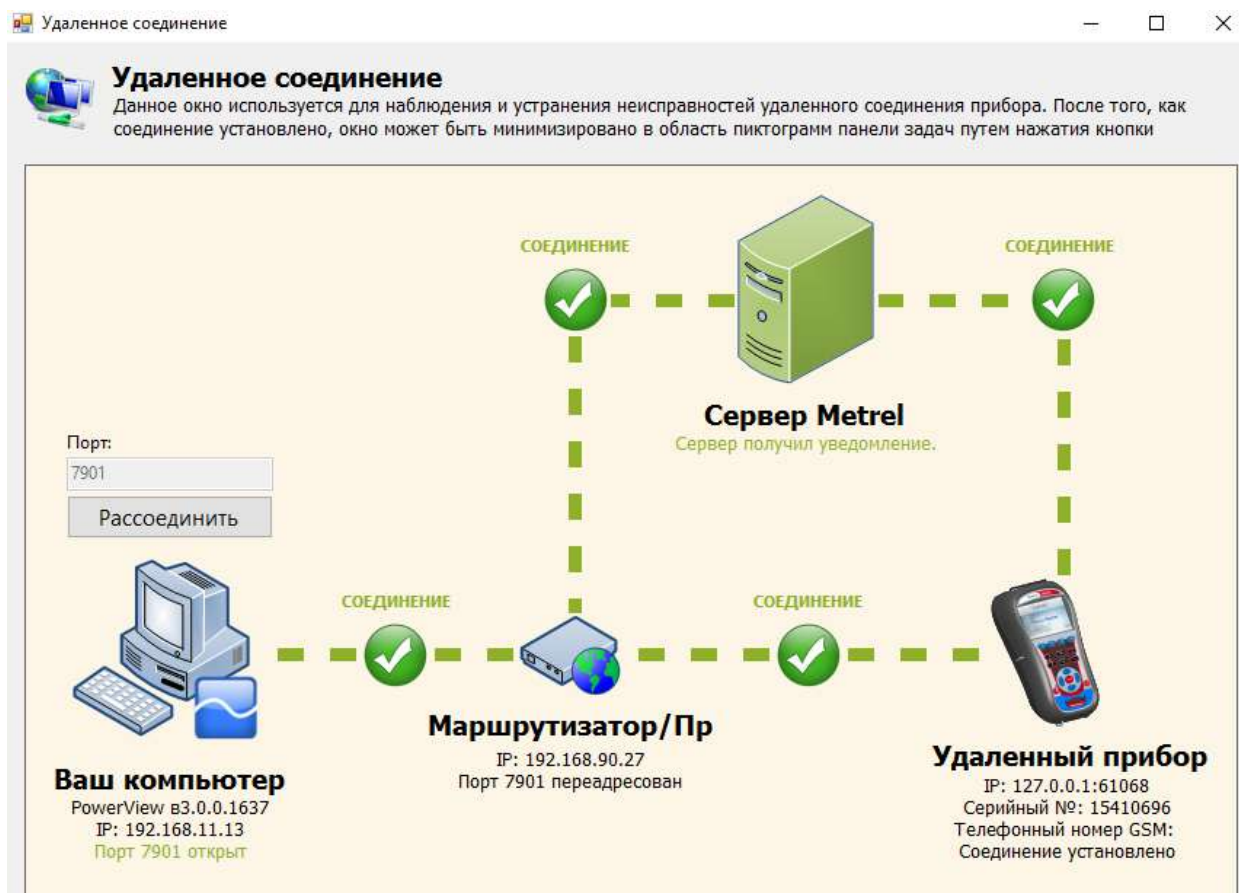 Удаленное соединение
Удаленное соединение
Данное окно используется для наблюдения и устранения неисправностей удаленного соединения прибора. После того, как
соединение установлено, окно может быть минимизировано в область пиктограмм панели задач путем нажатия кнопки
СОЕДИНЕНИЕ
СОЕДИНЕНИЕ
Сервер Metrel
Сервер получил уведомление.
Порт:
7901
Рассоединить
СОЕДИНЕНИЕ
СОЕДИНЕНИЕ
Маршрутизатор/Пр
IP: 192.168.90.27
Порт 7901 переадресован
Ваш компьютер
PowerView в3.0.0.1637
IP: 192.168.11.13
Порт 7901 открыт
Удаленный прибор
IP: 127.0.0.1:61068
Серийный №: 15410696
Телефонный номер GSM:
Соединение установлено